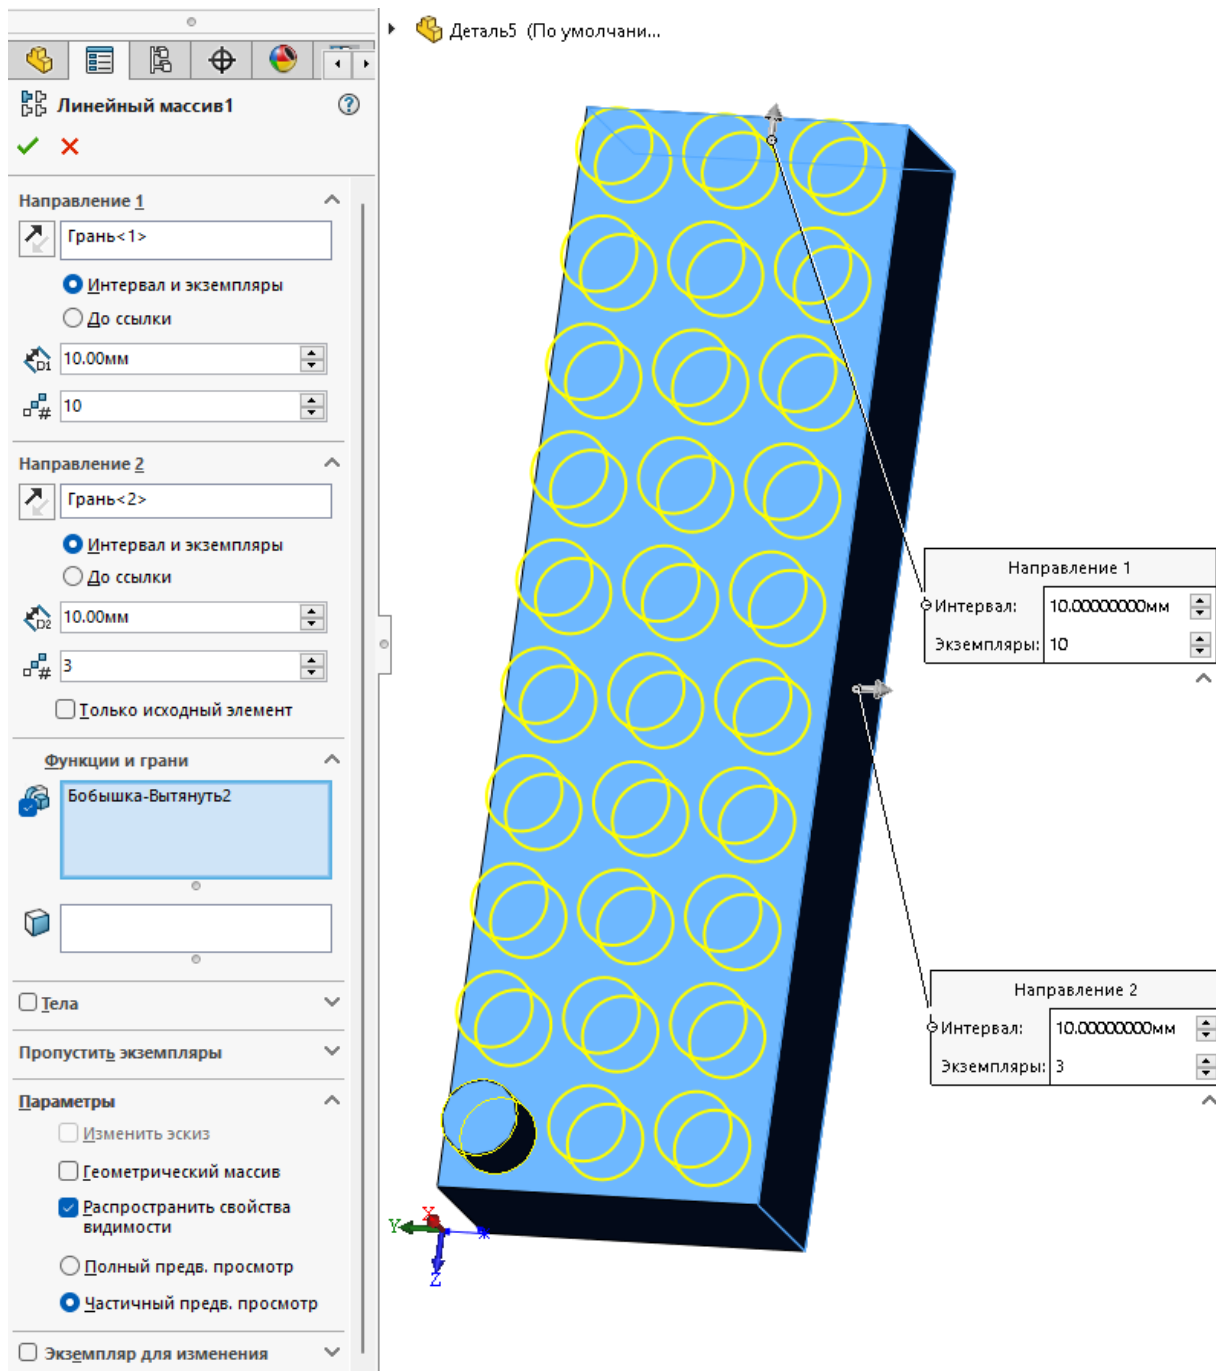 Деталь5 (По умолчани...
Линейный массив1
Направление 1
Грань<1>
Интервал и экземпляры
До ссылки
D1
10.00мм
#
10
Направление 2
Грань<2>
Интервал и экземпляры
До ссылки
D2
10.00мм
#
3
Только исходный элемент
Функции и грани
Бобышка-Вытянуть2
Тела
Пропустить экземпляры
Параметры
Изменить эскиз
Геометрический массив
Распространить свойства
видимости
Полный предв. просмотр
Частичный предв. просмотр
Экземпляр для изменения
Направление 1
Интервал: 10.00000000мм
Экземпляры: 10
Направление 2
Интервал: 10.00000000мм
Экземпляры: 3
X
Y
Z